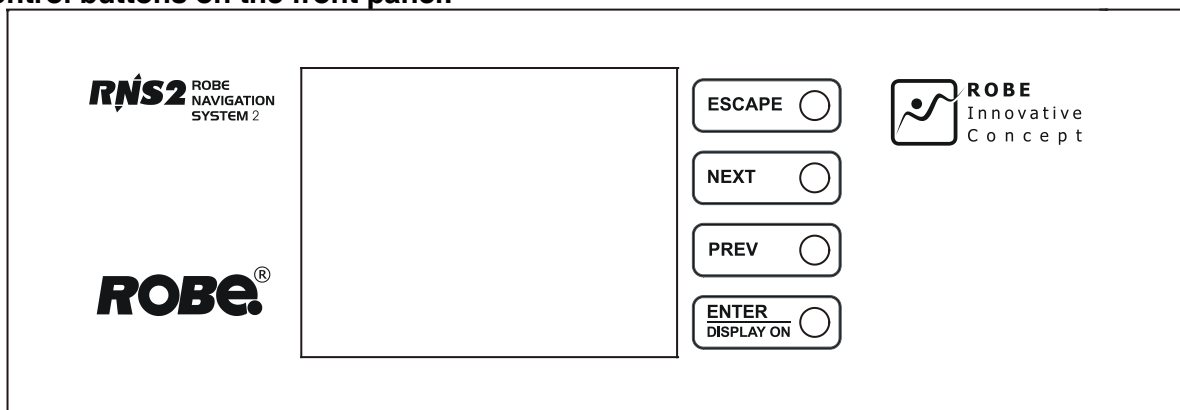 ntrol buttons on the front panel:
RNS2 ROBE
NAVIGATION
SYSTEM 2
ROBe.®
ESCAPE
NEXT
PREV
ENTER
DISPLAY ON
ROBE
Innovative
Concept